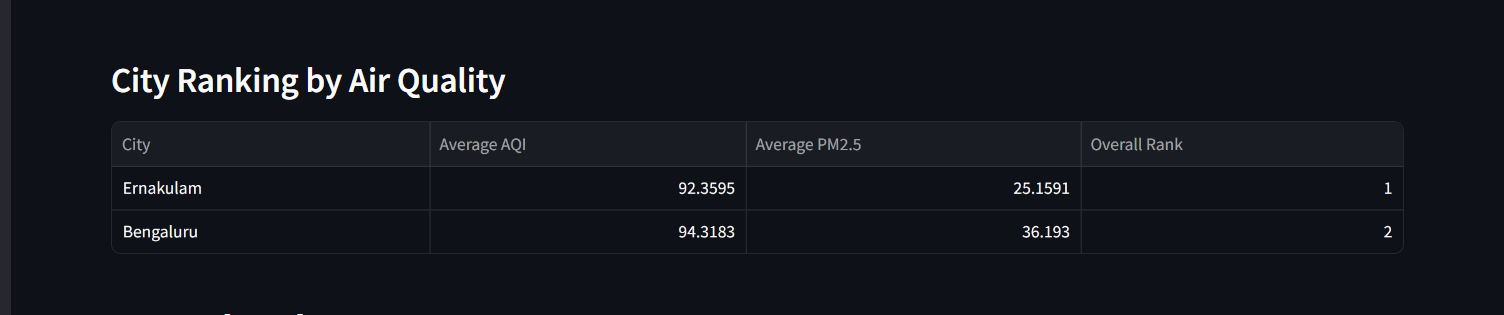 City Ranking by Air Quality
City Average AQI Average PM2.5 Overall Rank
Ernakulam 92.3595 25.1591 1
Bengaluru 94.3183 36.193 2